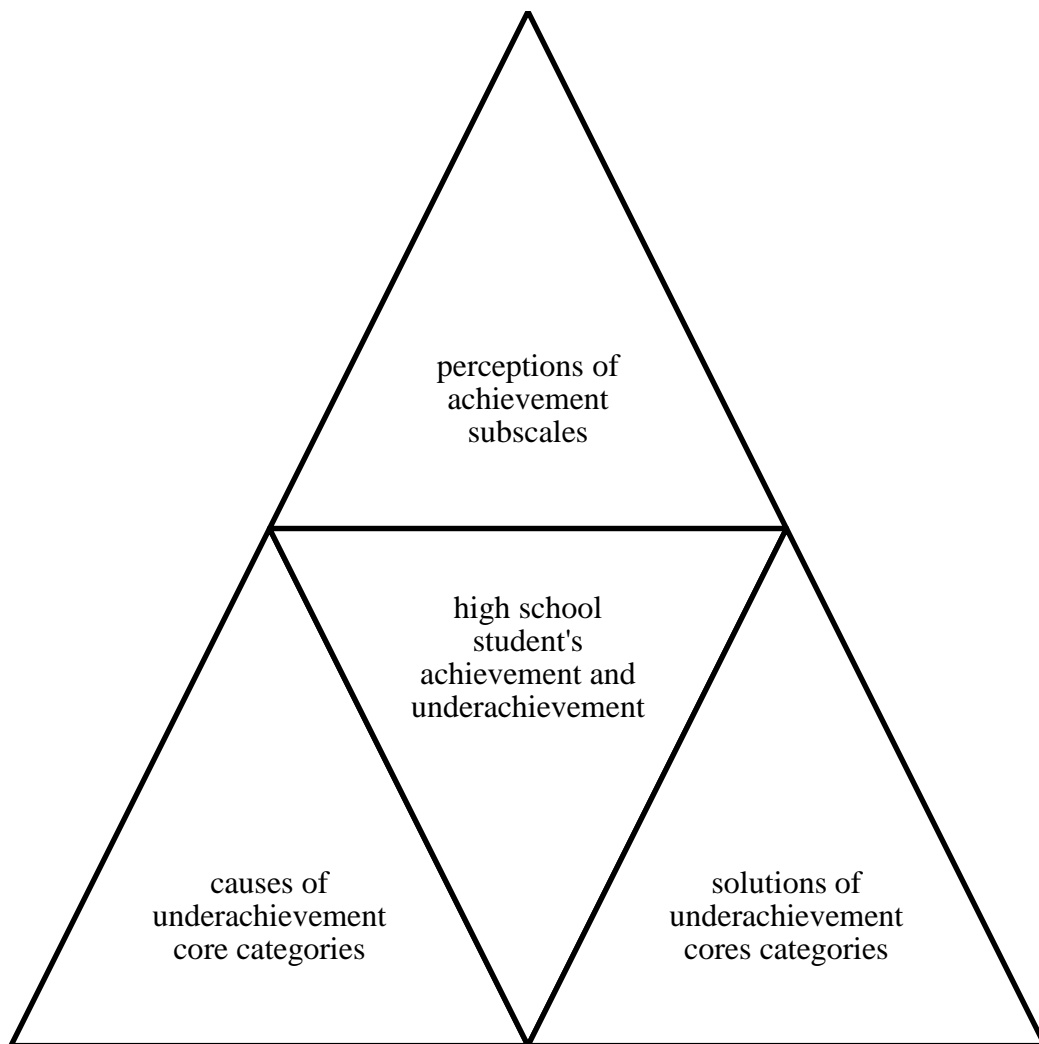 perceptions of
achievement
subscales
high school
student's
achievement and
underachievement
causes of
underachievement
core categories
solutions of
underachievement
cores categories